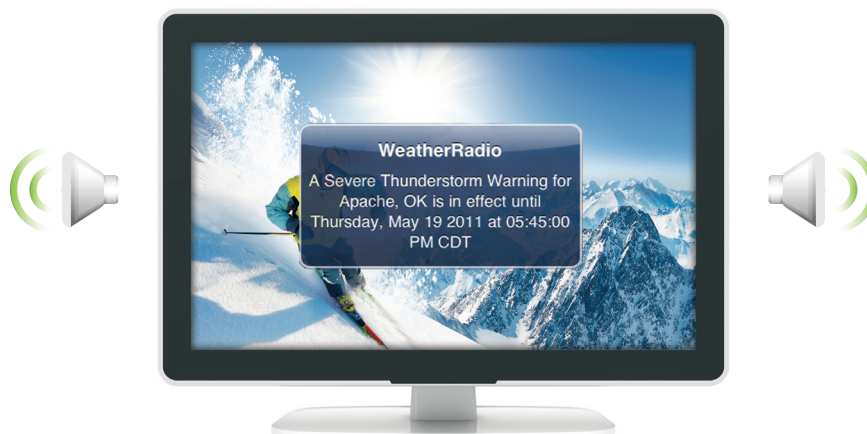 WeatherRadio
A Severe Thunderstorm Warning for
Apache, OK is in effect until
Thursday, May 19 2011 at 05:45:00
PM CDT